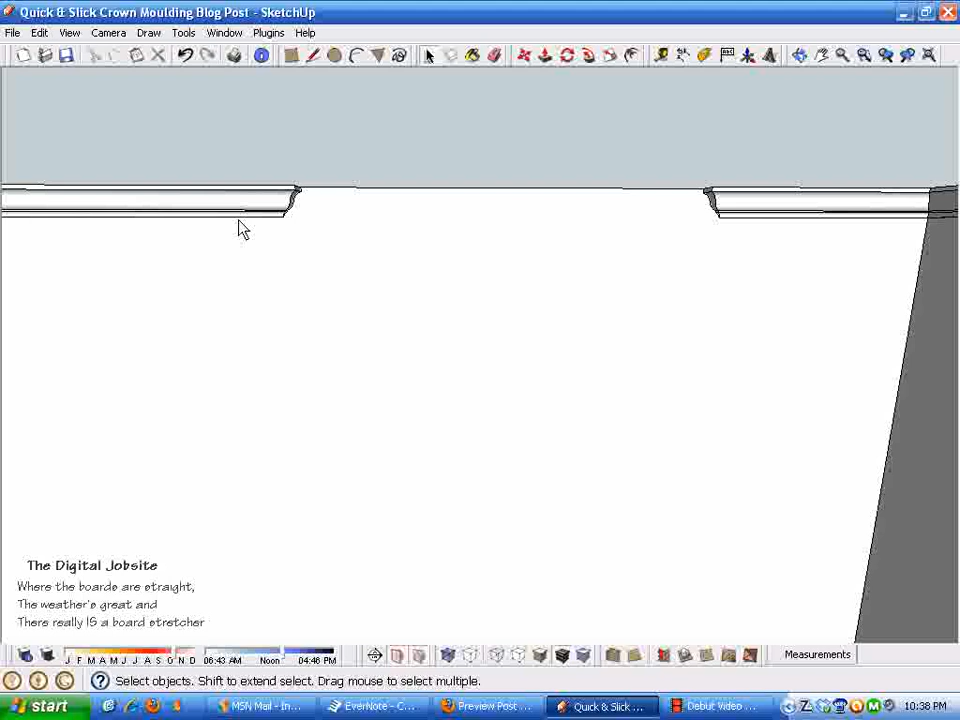 Quick & Slick Crown Moulding Blog Post - SketchUp
File Edit View Camera Draw Tools Window Plugins Help
The Digital Jobsite
Where the boards are straight,
The weather's great and
There really IS a board stretcher
J F M A M J J A S O N D 06:43 AM Noon 04:46 PM Measurements
Select objects. Shift to extend select. Drag mouse to select multiple.
start MSN Mail - In... EverNote - C... Preview Post ... Quick & Slick ... Debut Video ... 10:38 PM